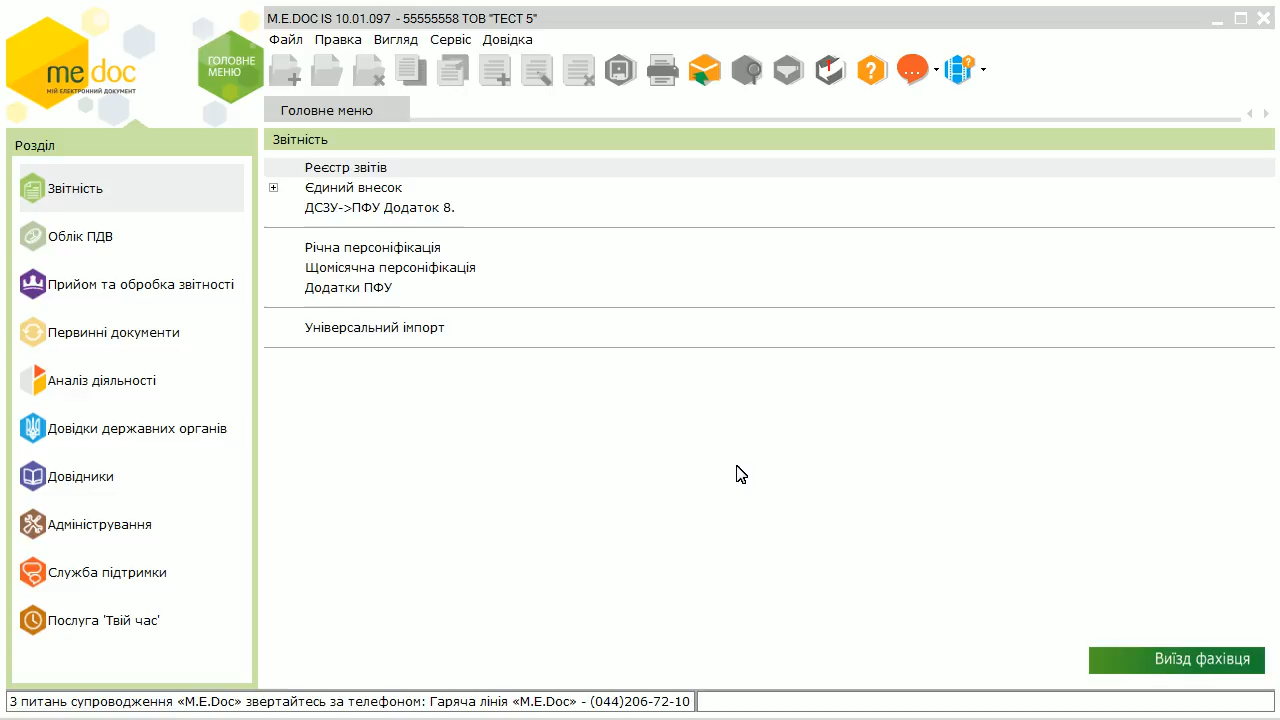 M.E.DOC IS 10.01.097 - 55555558 ТОВ "ТЕСТ 5"
Файл Правка Вигляд Сервіс Довідка
me doc
МІЙ ЕЛЕКТРОННИЙ ДОКУМЕНТ
ГОЛОВНЕ
МЕНЮ
Головне меню
Розділ
Звітність
Облік ПДВ
Прийом та обробка звітності
Первинні документи
Аналіз діяльності
Довідки державних органів
Довідники
Адміністрування
Служба підтримки
Послуга 'Твій час'
Звітність
Реєстр звітів
Єдиний внесок
ДСЗУ->ПФУ Додаток 8.
Річна персоніфікація
Щомісячна персоніфікація
Додатки ПФУ
Універсальний імпорт
Виїзд фахівця
З питань супроводження «M.E.Doc» звертайтесь за телефоном: Гаряча лінія «M.E.Doc» - (044)206-72-10